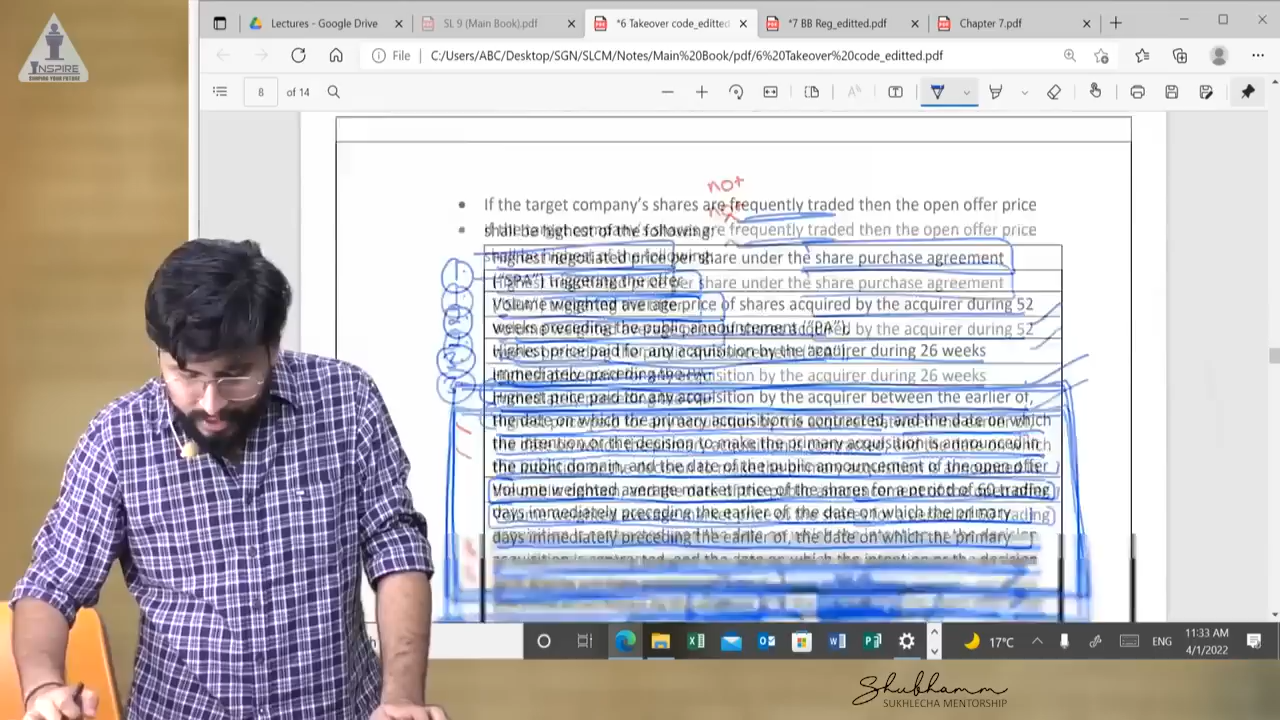 INSPIRE
Lectures - Google Drive
SL 9 (Main Book).pdf
*6 Takeover code_editted
*7 BB Reg_editted.pdf
Chapter 7.pdf
File
C:/Users/ABC/Desktop/SGN/SLCM/Notes/Main%20Book/pdf/6%20Takeover%20code_editted.pdf
8 of 14
not
If the target company's shares are frequently traded then the open offer price
shall be highest of the following:
Highest negotiated price per share under the share purchase agreement
("SPA") triggering the offer
Volume weighted average price of shares acquired by the acquirer during 52
weeks preceding the public announcement ("PA").
Highest price paid for any acquisition by the acquirer during 26 weeks
immediately preceding the PA
Highest price paid for any acquisition by the acquirer between the earlier of,
the date on which the primary acquisition is contracted, and the date on which
the intention or the decision to make the primary acquisition is announced in
the public domain, and the date of the public announcement of the open offer
Volume weighted average market price of the shares for a period of 60 trading
days immediately preceding the earlier of, the date on which the primary
17°C
ENG
11:33 AM
4/1/2022
Shubhamm
SUKHLECHA MENTORSHIP